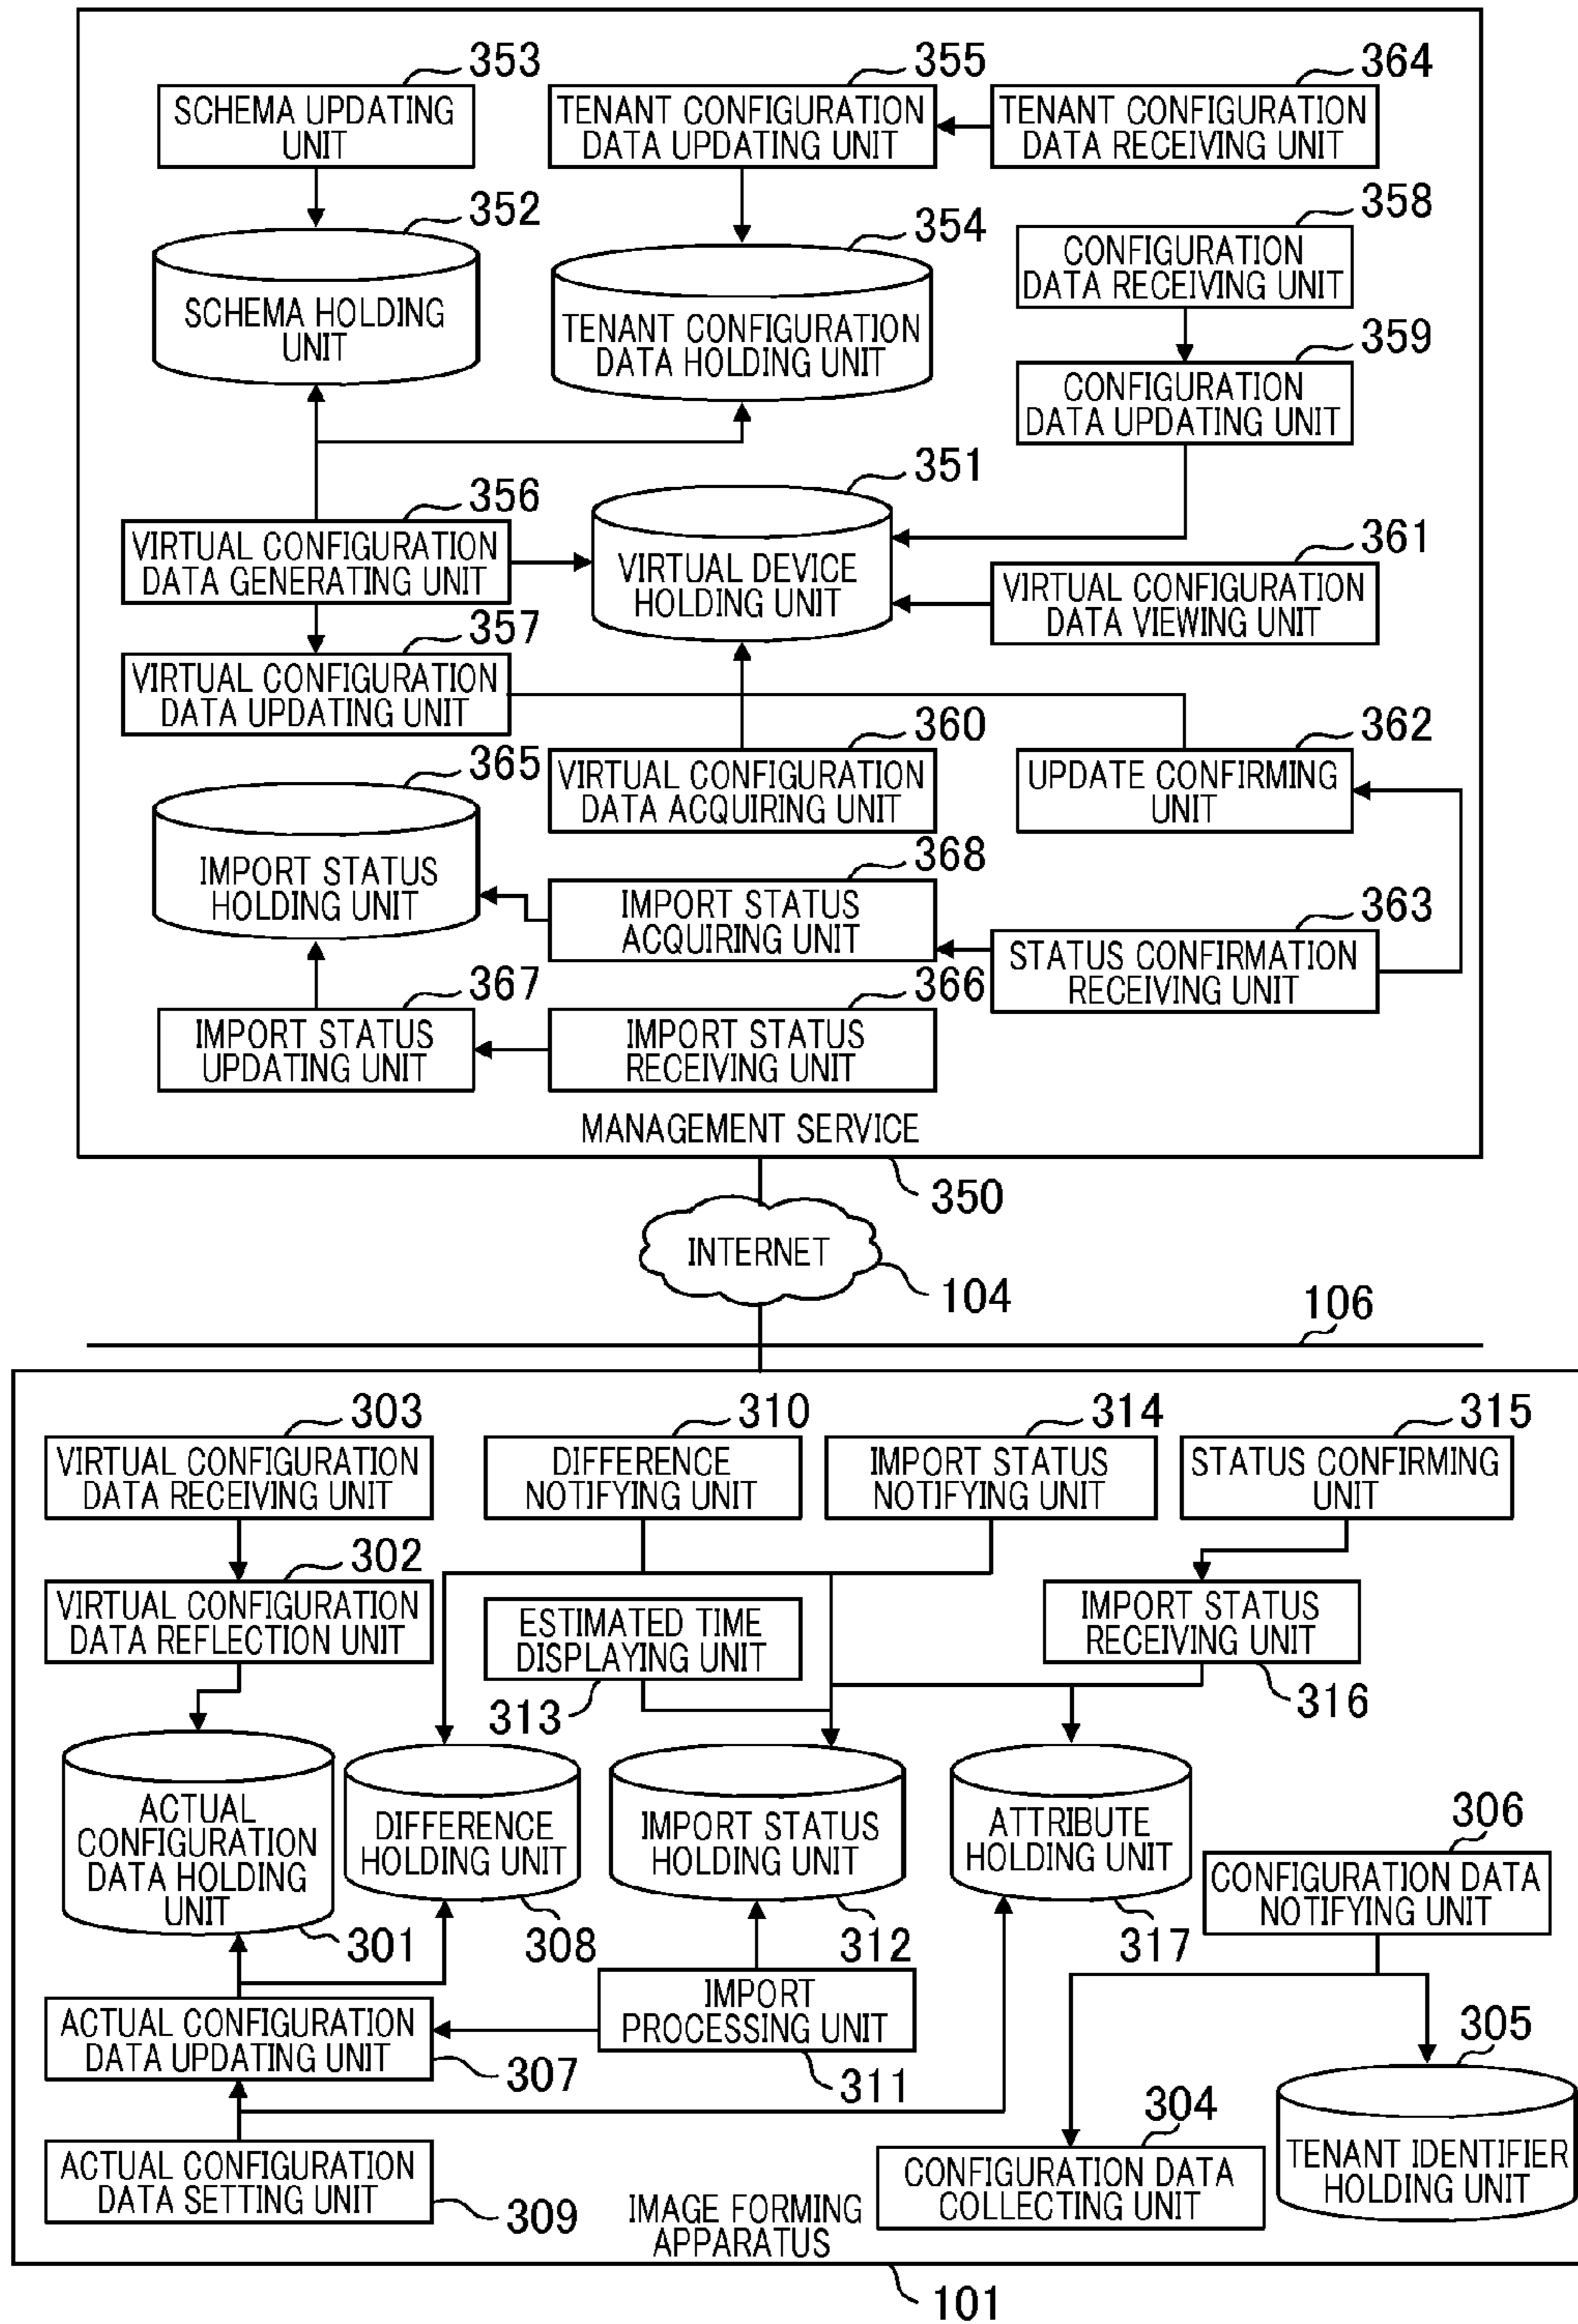 353
355
364
SCHEMA UPDATING
UNIT
TENANT CONFIGURATION
DATA UPDATING UNIT
TENANT CONFIGURATION
DATA RECEIVING UNIT
352
354
358
SCHEMA HOLDING
UNIT
TENANT CONFIGURATION
DATA HOLDING UNIT
CONFIGURATION
DATA RECEIVING UNIT
359
CONFIGURATION
DATA UPDATING UNIT
356
351
361
VIRTUAL CONFIGURATION
DATA GENERATING UNIT
VIRTUAL DEVICE
HOLDING UNIT
VIRTUAL CONFIGURATION
DATA VIEWING UNIT
357
VIRTUAL CONFIGURATION
DATA UPDATING UNIT
365
360
362
VIRTUAL CONFIGURATION
DATA ACQUIRING UNIT
UPDATE CONFIRMING
UNIT
IMPORT STATUS
HOLDING UNIT
368
IMPORT STATUS
ACQUIRING UNIT
363
STATUS CONFIRMATION
RECEIVING UNIT
367
366
IMPORT STATUS
UPDATING UNIT
IMPORT STATUS
RECEIVING UNIT
MANAGEMENT SERVICE
350
INTERNET
104
106
303
310
314
315
VIRTUAL CONFIGURATION
DATA RECEIVING UNIT
DIFFERENCE
NOTIFYING UNIT
IMPORT STATUS
NOTIFYING UNIT
STATUS CONFIRMING
UNIT
302
VIRTUAL CONFIGURATION
DATA REFLECTION UNIT
ESTIMATED TIME
DISPLAYING UNIT
313
IMPORT STATUS
RECEIVING UNIT
316
ACTUAL
CONFIGURATION
DATA HOLDING
UNIT
301
DIFFERENCE
HOLDING UNIT
308
IMPORT STATUS
HOLDING UNIT
312
ATTRIBUTE
HOLDING UNIT
317
306
CONFIGURATION DATA
NOTIFYING UNIT
ACTUAL CONFIGURATION
DATA UPDATING UNIT
307
IMPORT
PROCESSING UNIT
311
305
TENANT IDENTIFIER
HOLDING UNIT
304
CONFIGURATION DATA
COLLECTING UNIT
ACTUAL CONFIGURATION
DATA SETTING UNIT
309
IMAGE FORMING
APPARATUS
101